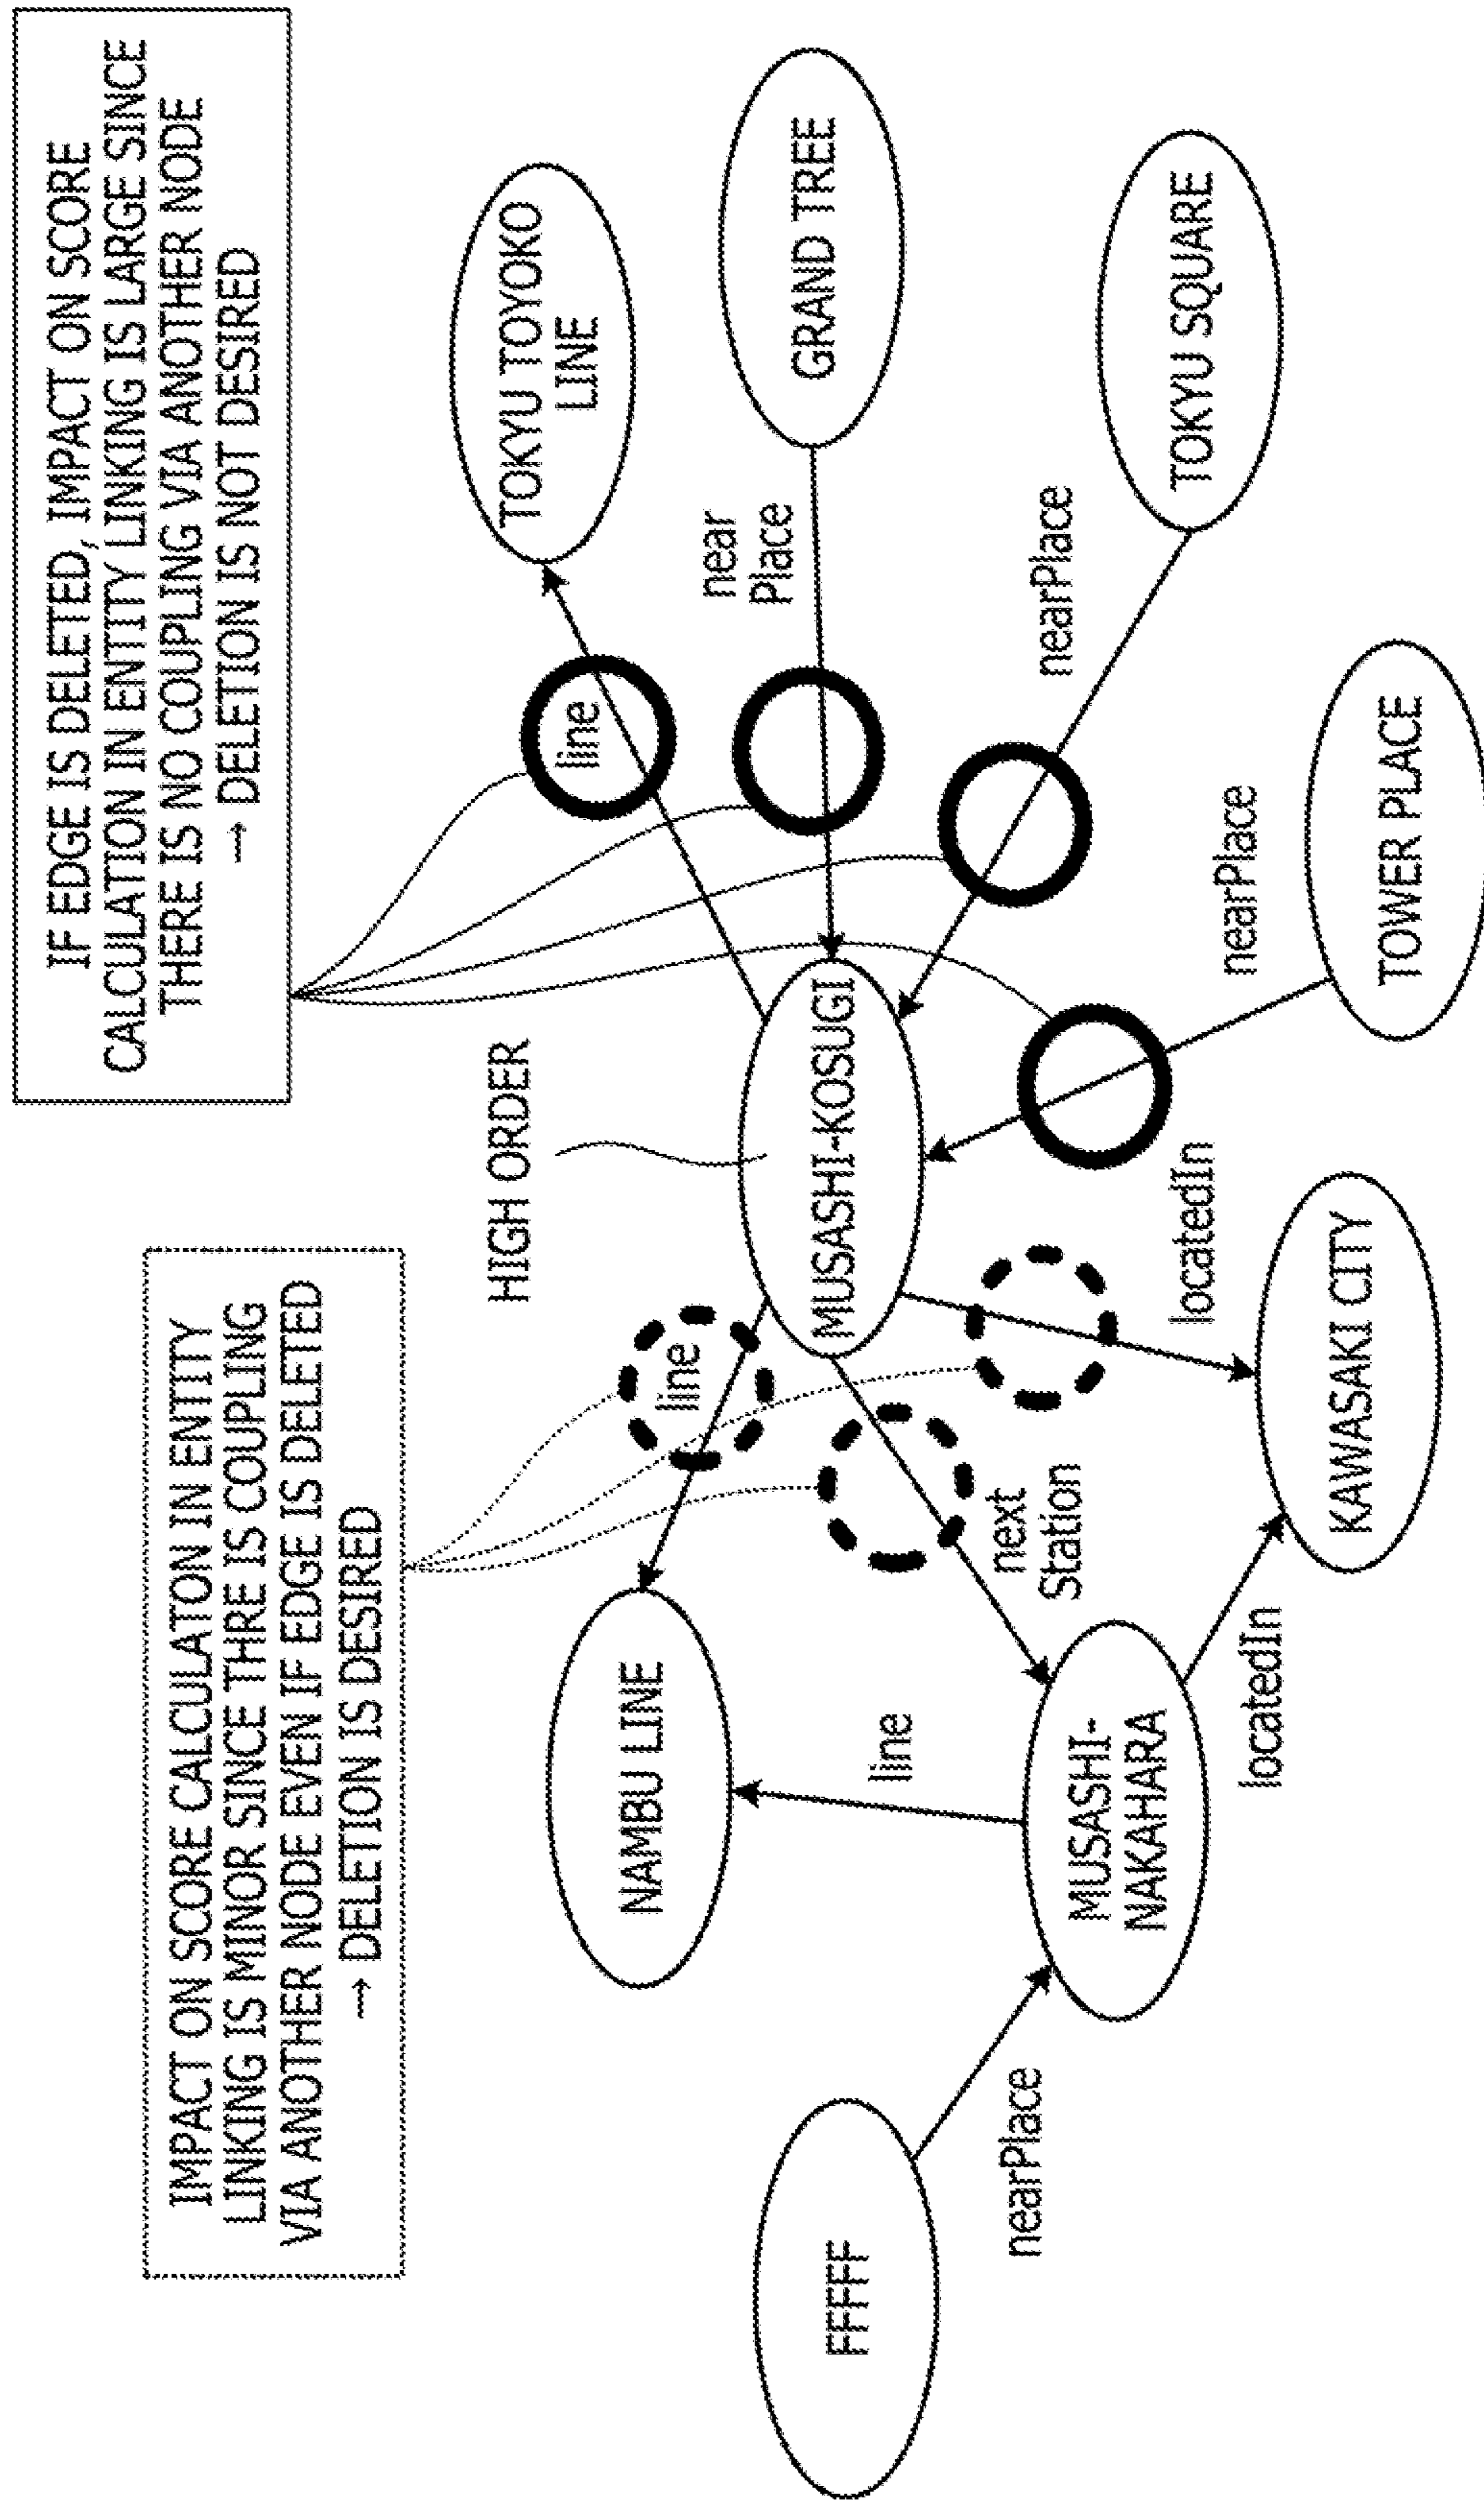 IMPACT ON SCORE CALCULATON IN ENTITY
LINKING IS MINOR SINCE THRE IS COUPLING
VIA ANOTHER NODE EVEN IF EDGE IS DELETED
→ DELETION IS DESIRED
IF EDGE IS DELETED, IMPACT ON SCORE
CALCULATION IN ENTITY LINKING IS LARGE SINCE
THERE IS NO COUPLING VIA ANOTHER NODE
→ DELETION IS NOT DESIRED
HIGH ORDER
TOKYU TOYOKO
LINE
line
NAMBU LINE
line
near
Place
GRAND TREE
MUSASHI-KOSUGI
FFFFF
line
next
Station
nearPlace
nearPlace
MUSASHI-
NAKAHARA
TOKYU SQUARE
locatedIn
locatedIn
nearPlace
KAWASAKI CITY
TOWER PLACE